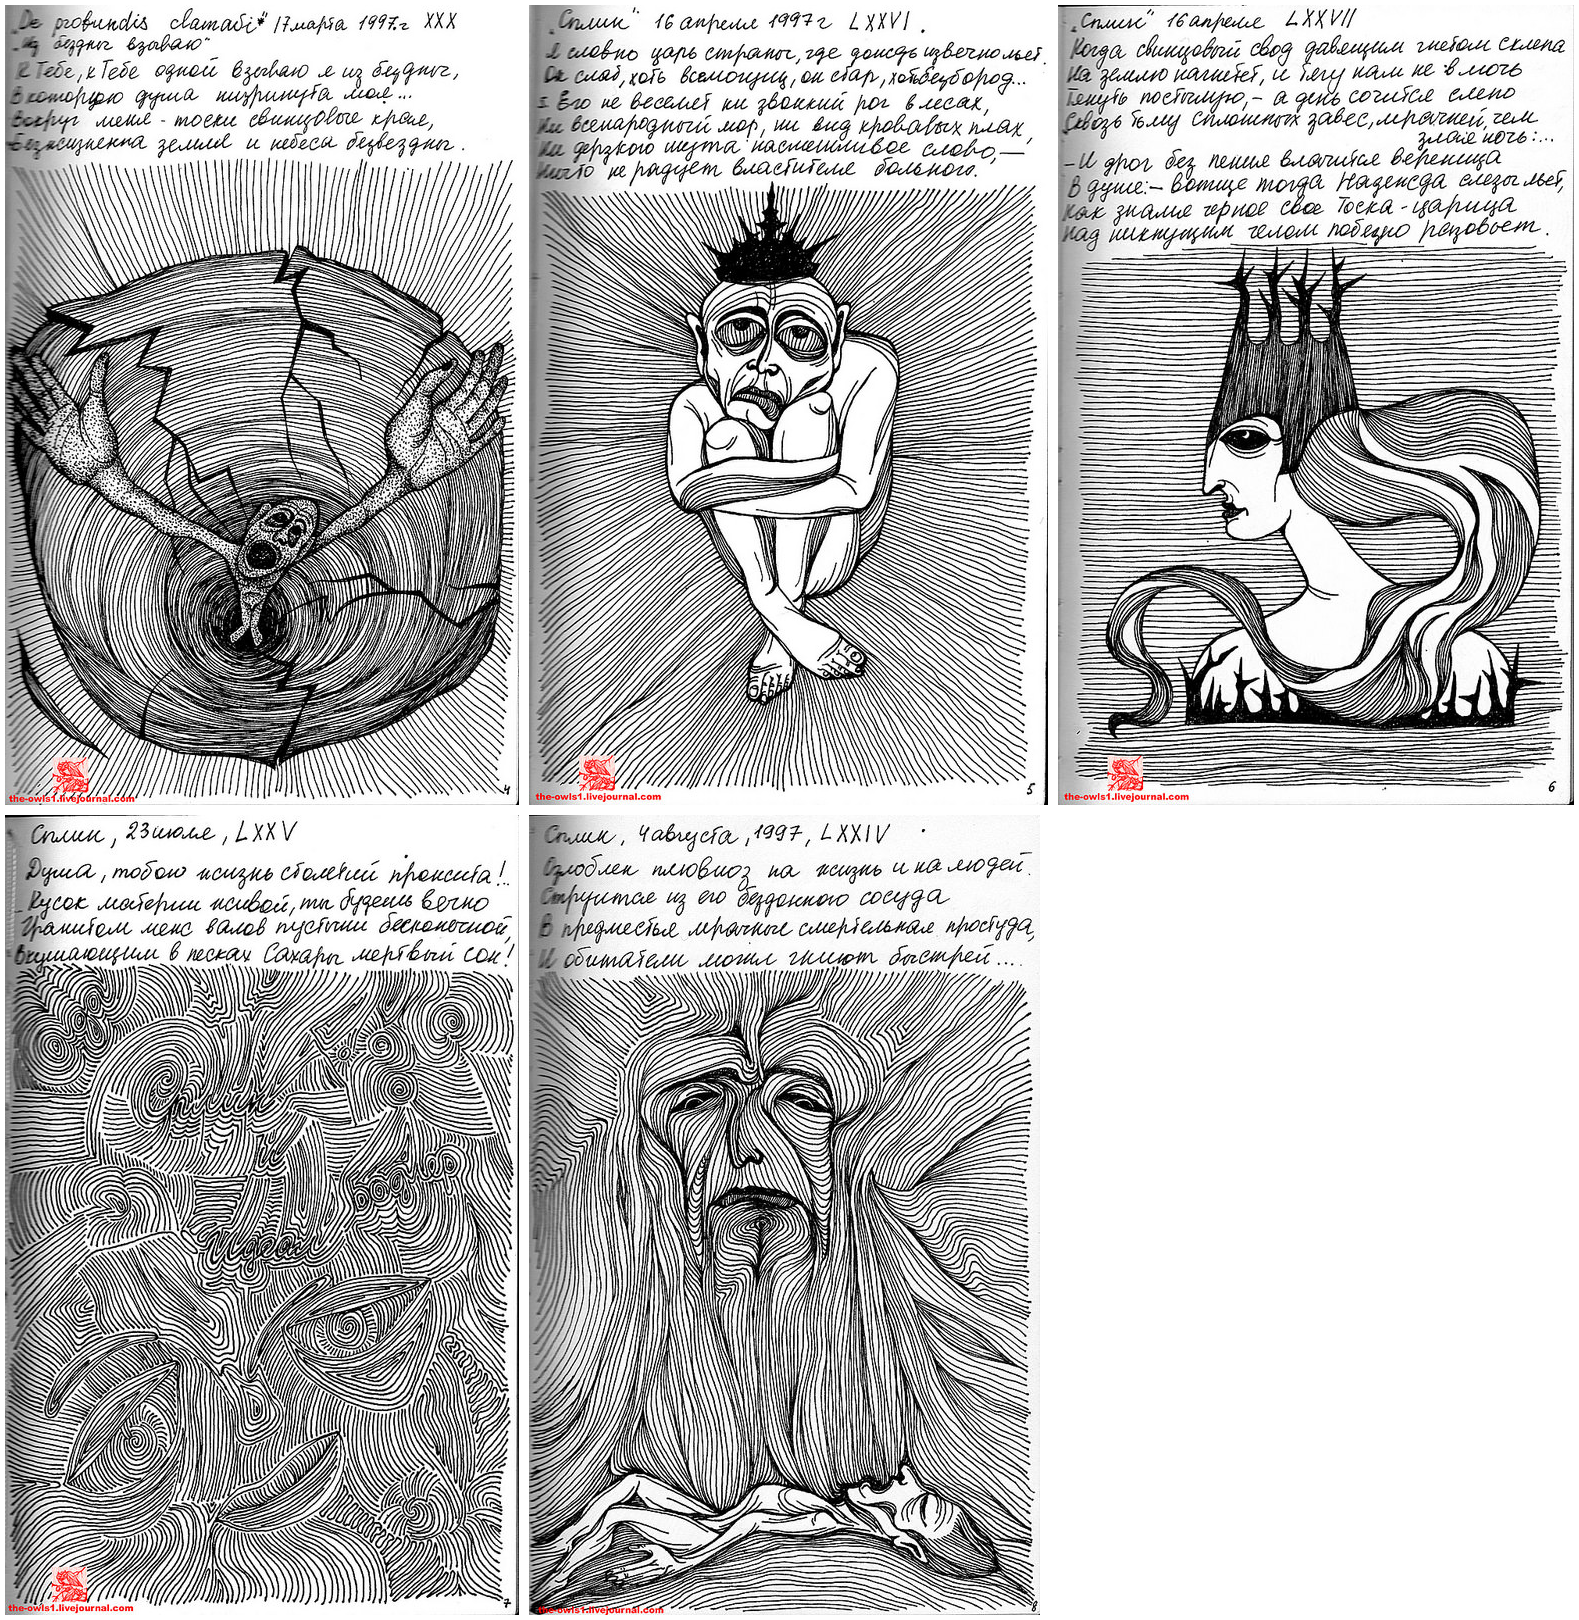 „De profundis clamavi" 17 марта 1997.г XXX
„Из бездны взываю"
К Тебе, к Тебе одной взываю я из бездны,
В которую душа низринута моя...
Вокруг меня - тоски свинцовые края,
Безжизненна земля и небеса беззвездны.
4
the-owls1.livejournal.com
„Сплин" 16 апреля 1997 г LXXVI.
Я словно царь страны, где дождь извечно льет.
Он слаб, хоть всемогущ, он стар, хоть безбород...
Его не веселят ни звонкий рог в лесах,
Ни всенародный мор, ни вид кровавых плах,
Ни дерзкого шута насмешливое слово,—
Ничто не радует властителя больного.
5
the-owls1.livejournal.com
„Сплин" 16 апреля LXXVII
Когда свинцовый свод давящим гнетом склепа
На землю нагнетет, и тягу нам не в мочь
Тянуть постылую,— а день сочится слепо
Сквозь тьму сплошных завес, мрачней, чем
злая ночь:...
- И дрог без пения влачится вереница
В душе:— вотще тогда Надежда слезы льет,
Как знамя черное свое Тоска-царица
Над никнущим челом победно разовьет.
6
the-owls1.livejournal.com
Сплин, 23 июля, LXXV
Душа, тобою жизнь столетий прожита!..
Кусок материи живой, ты будешь вечно
Гранитом меж валов пустыни бесконечной,
Вкушающим в песках Сахары мертвый сон!
Сплин
и
Идеал
Бодлер
7
the-owls1.livejournal.com
Сплин, 4 августа, 1997, LXXIV
Озлоблен плювиоз на жизнь и на людей.
Струится из его бездонного сосуда
В предместья мрачные смертельная простуда,
И обитатели могил гниют быстрей....
8
the-owls1.livejournal.com